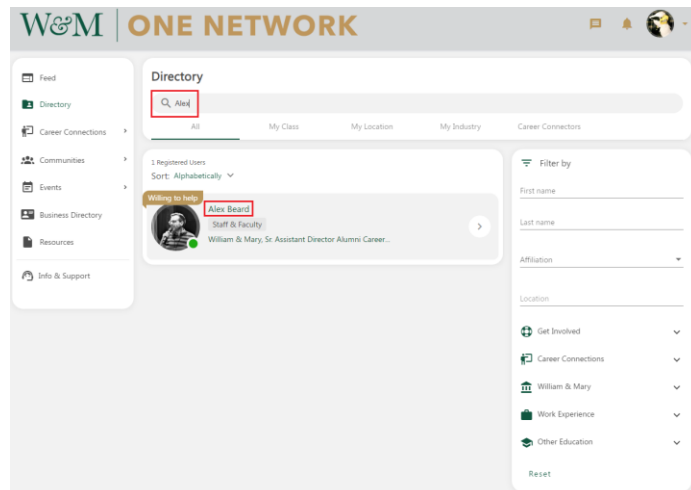 W&M | ONE NETWORK
Feed
Directory
Career Connections
Communities
Events
Business Directory
Resources
Info & Support
Directory
Alex
All My Class My Location My Industry Career Connectors
1 Registered Users
Sort: Alphabetically
Willing to help
Alex Beard
Staff & Faculty
William & Mary, Sr. Assistant Director Alumni Career...
Filter by
First name
Last name
Affiliation
Location
Get Involved
Career Connections
William & Mary
Work Experience
Other Education
Reset